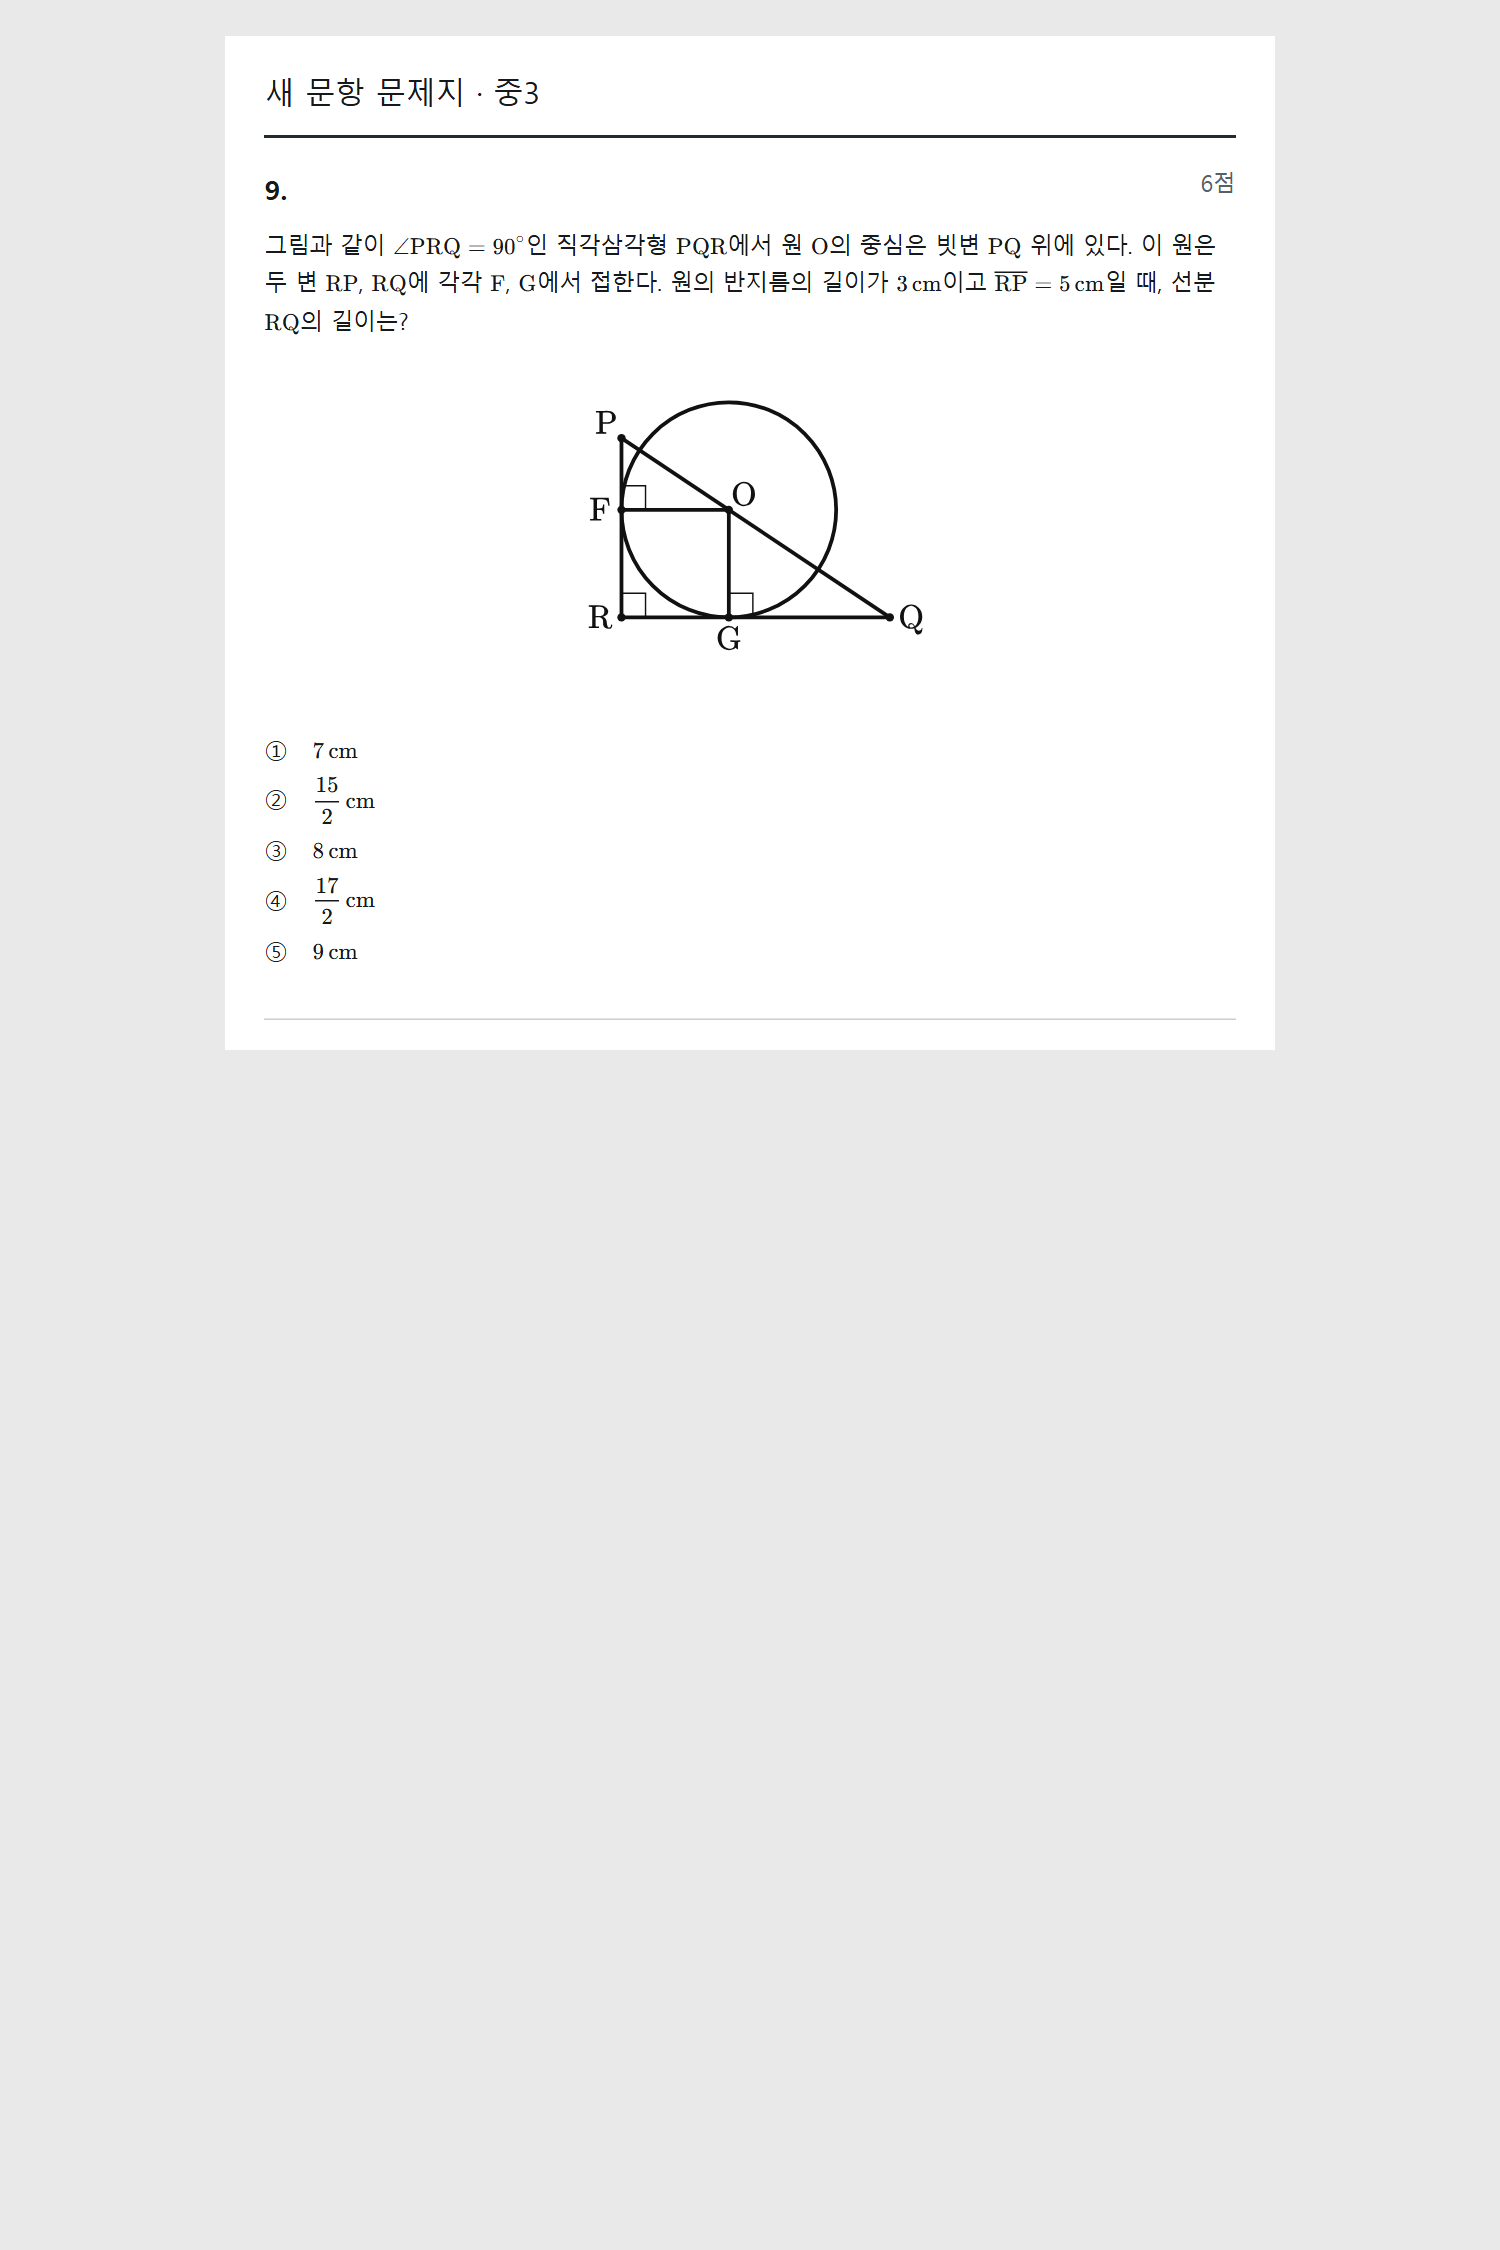 새 문항 문제지 · 중3
9.
6점
그림과 같이 ∠PRQ = 90°인 직각삼각형 PQR에서 원 O의 중심은 빗변 PQ 위에 있다. 이 원은
두 변 RP, RQ에 각각 F, G에서 접한다. 원의 반지름의 길이가 3 cm이고 \overline{RP} = 5 cm일 때, 선분
RQ의 길이는?
P
O
F
R
Q
G
① 7 cm
② \frac{15}{2} cm
③ 8 cm
④ \frac{17}{2} cm
⑤ 9 cm